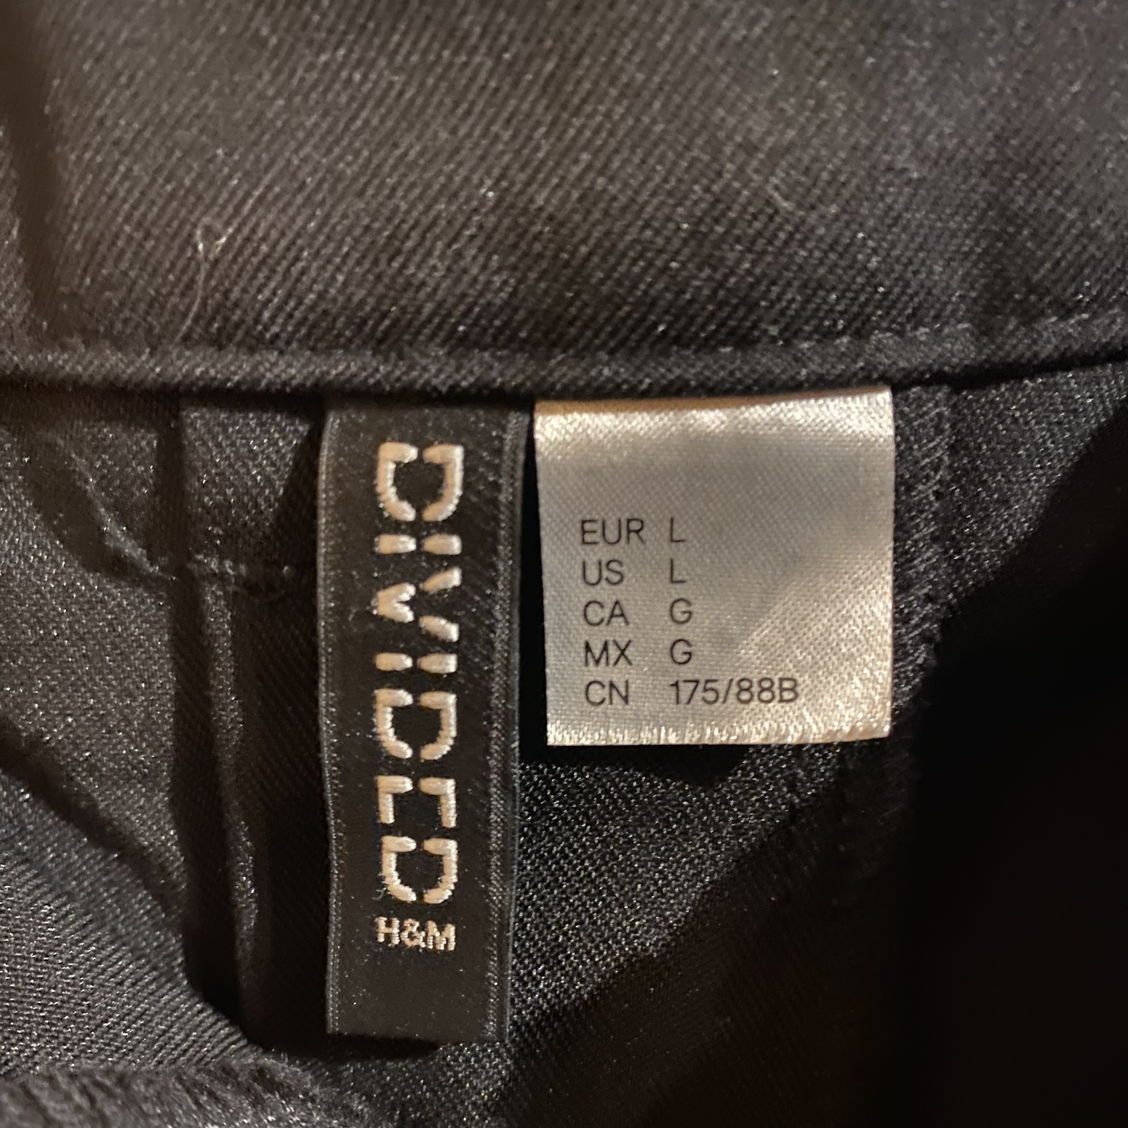 DIVIDED
H&M
EUR L
US L
CA G
MX G
CN 175/88B